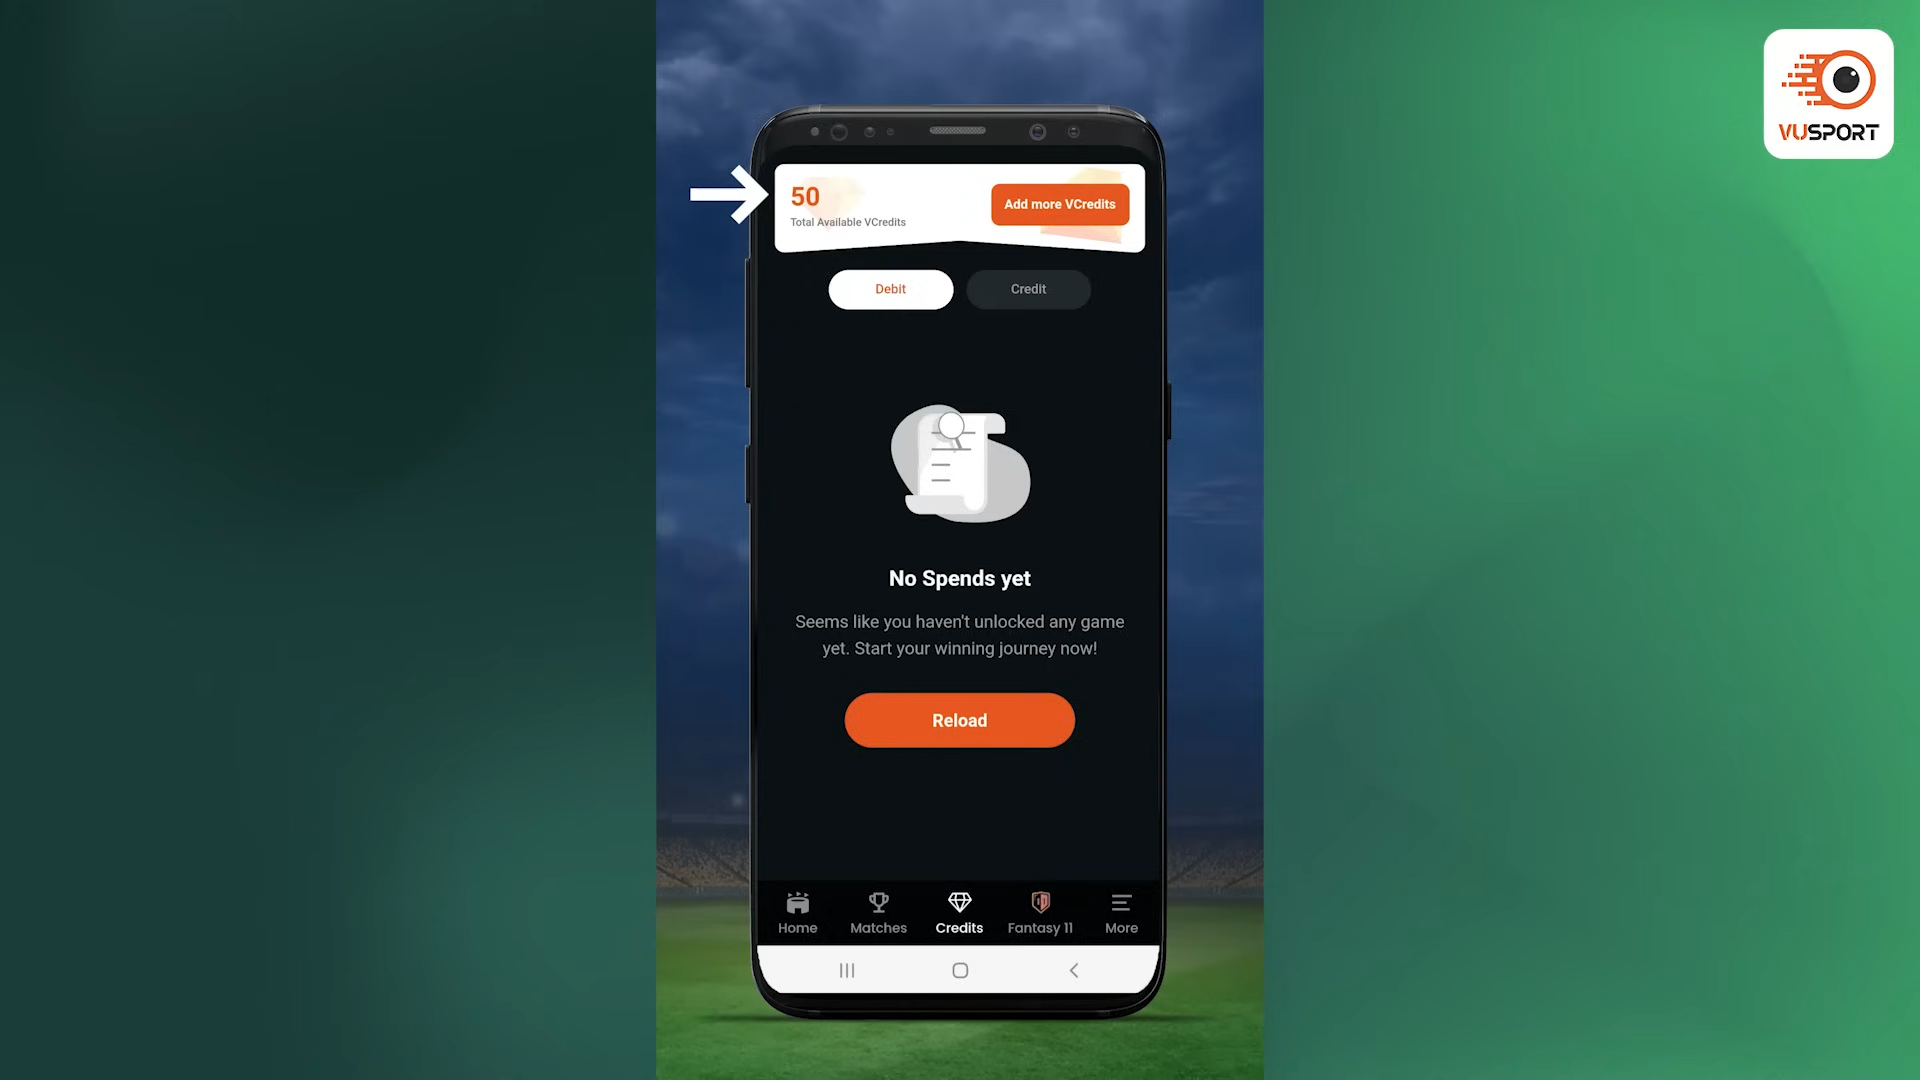 VUSPORT
50
Total Available VCredits
Add more VCredits
Debit
Credit
No Spends yet
Seems like you haven't unlocked any game
yet. Start your winning journey now!
Reload
Home
Matches
Credits
Fantasy 11
More